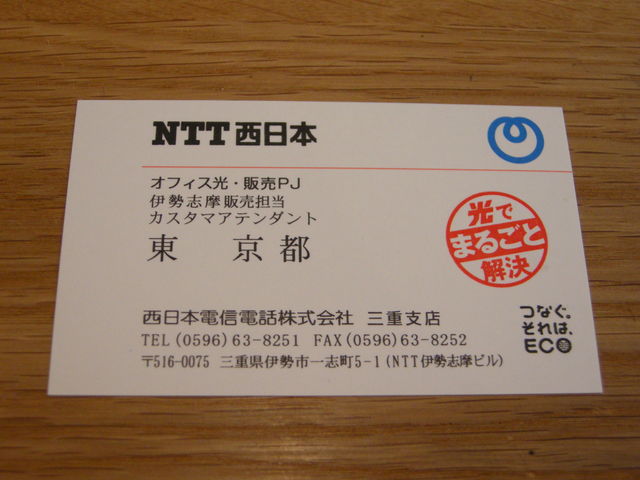 NTT西日本
オフィス光・販売PJ
伊勢志摩販売担当
カスタマアテンダント
東　京都
光で
まるごと
解決
西日本電信電話株式会社 三重支店
TEL(0596)63-8251 FAX(0596)63-8252
〒516-0075 三重県伊勢市一志町5-1(NTT伊勢志摩ビル)
つなぐ。
それは、
ECO